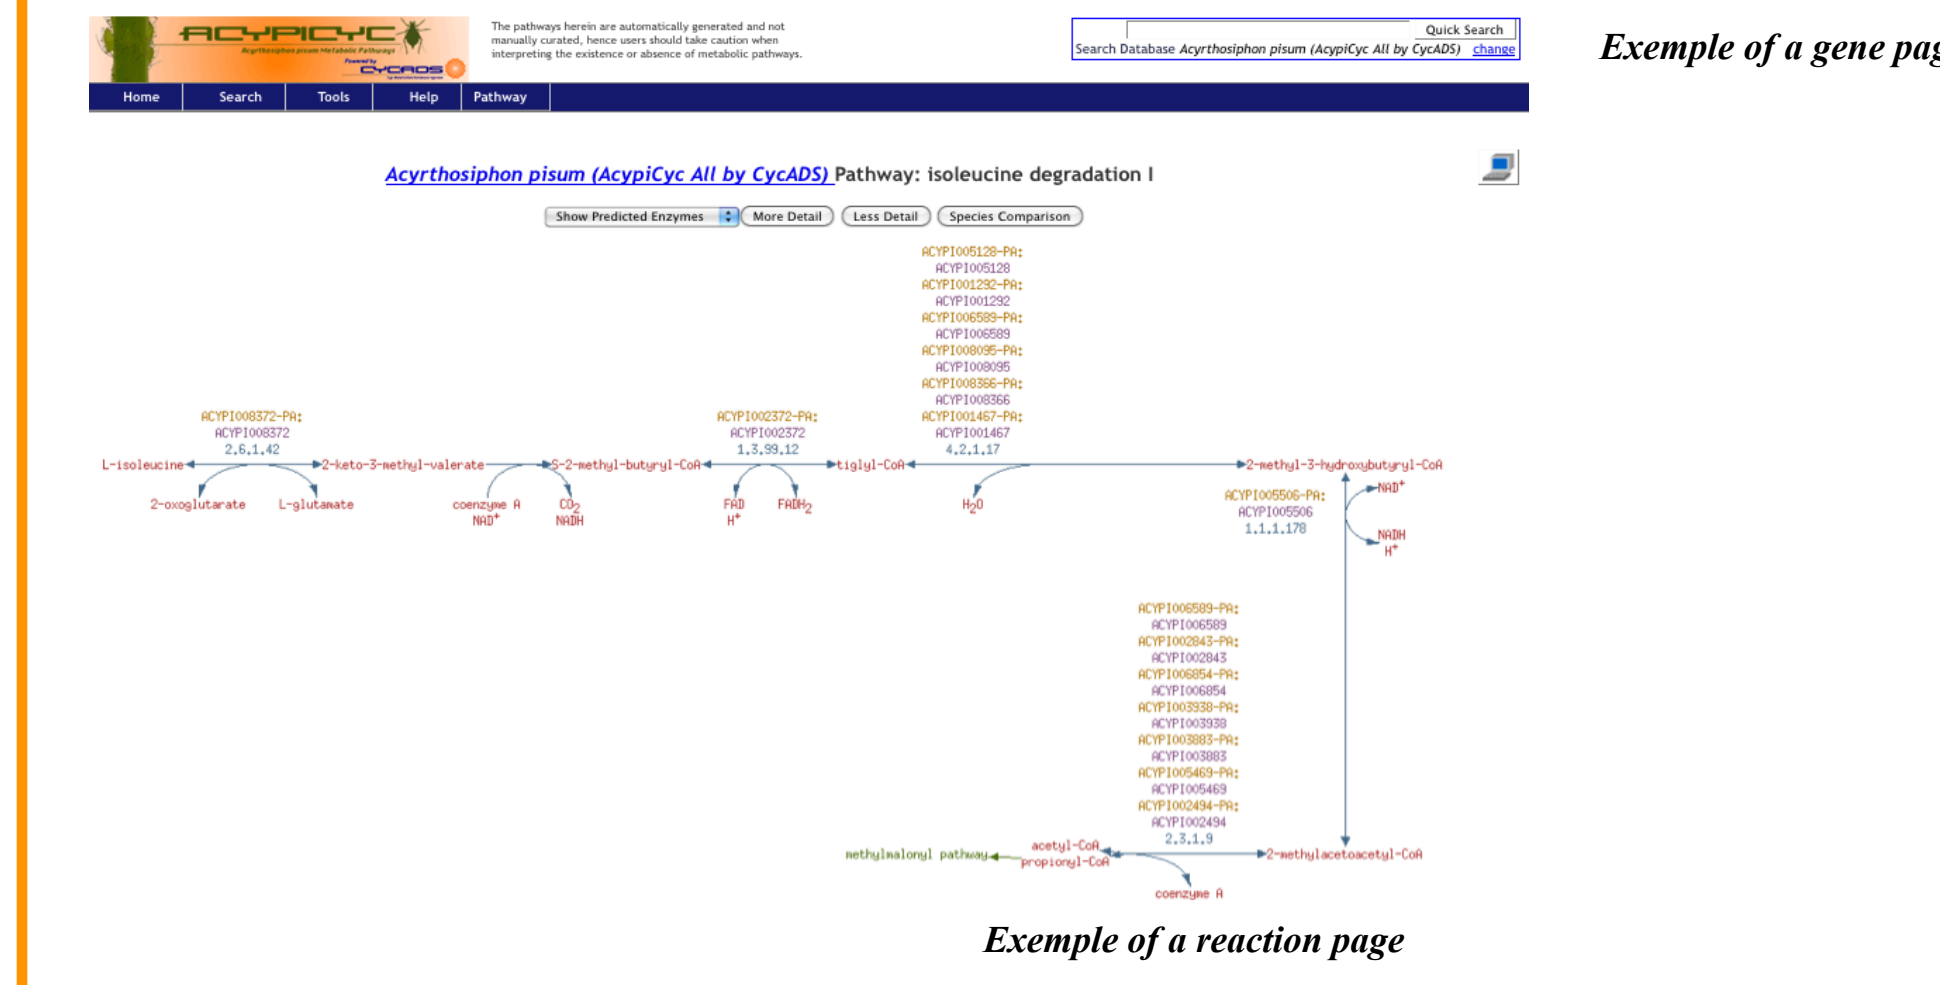 ACYPICYC
Acyrthosiphon pisum Metabolic Pathways
Powered by
CYCADS
The pathways herein are automatically generated and not
manually curated, hence users should take caution when
interpreting the existence or absence of metabolic pathways.
Quick Search
Search Database Acyrthosiphon pisum (AcypiCyc All by CycADS) change
Exemple of a gene pag
Home Search Tools Help Pathway
Acyrthosiphon pisum (AcypiCyc All by CycADS) Pathway: isoleucine degradation I
Show Predicted Enzymes More Detail Less Detail Species Comparison
ACYPI005128-PA:
ACYPI005128
ACYPI001292-PA:
ACYPI001292
ACYPI006589-PA:
ACYPI006589
ACYPI008095-PA:
ACYPI008095
ACYPI008366-PA:
ACYPI008366
ACYPI008372-PA: ACYPI002372-PA: ACYPI001467-PA:
ACYPI008372 ACYPI002372 ACYPI001467
2.6.1.42 1.3.99.12 4.2.1.17
L-isoleucine 2-keto-3-methyl-valerate S-2-methyl-butyryl-CoA tiglyl-CoA 2-methyl-3-hydroxybutyryl-CoA
2-oxoglutarate L-glutamate coenzyme A CO2 FAD FADH2 H2O
NAD+ NADH H+
ACYPI005506-PA: NAD+
ACYPI005506
1.1.1.178
NADH
H+
ACYPI006589-PA:
ACYPI006589
ACYPI002843-PA:
ACYPI002843
ACYPI006854-PA:
ACYPI006854
ACYPI003938-PA:
ACYPI003938
ACYPI003883-PA:
ACYPI003883
ACYPI005469-PA:
ACYPI005469
ACYPI002494-PA:
ACYPI002494
2.3.1.9
methylmalonyl pathway acetyl-CoA 2-methylacetoacetyl-CoA
propionyl-CoA
coenzyme A
Exemple of a reaction page